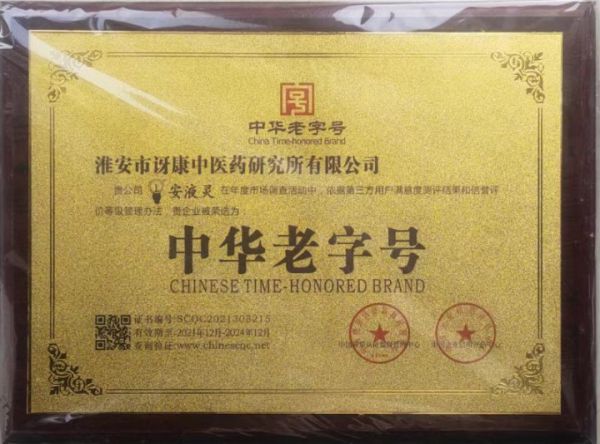 中华老字号
China Time-honored Brand
淮安市讶康中医药研究所有限公司
贵公司 安液灵 在年度市场调查活动中，依据第三方用户满意度测评结果和信誉评
价等级管理办法，贵企业被荣选为
中华老字号
CHINESE TIME-HONORED BRAND
证书编号:SCQC2021303215
有效期至:2021年12月-2024年12月
查询验证:www.chinescqc.net